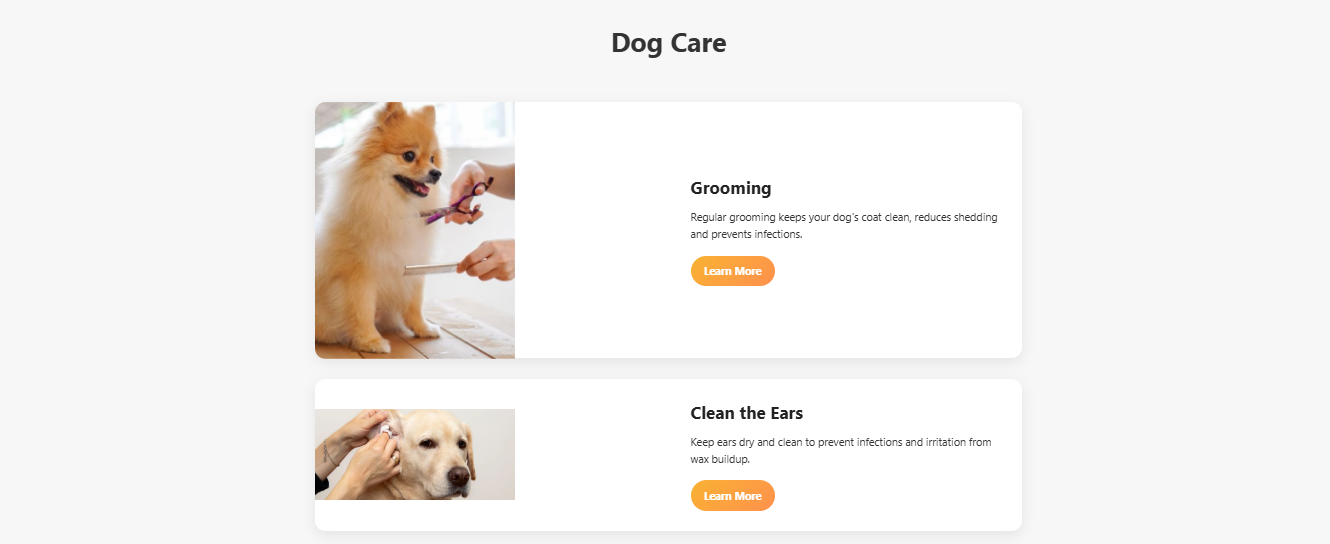 Dog Care
Grooming
Regular grooming keeps your dog's coat clean, reduces shedding
and prevents infections.
Learn More
Clean the Ears
Keep ears dry and clean to prevent infections and irritation from
wax buildup.
Learn More